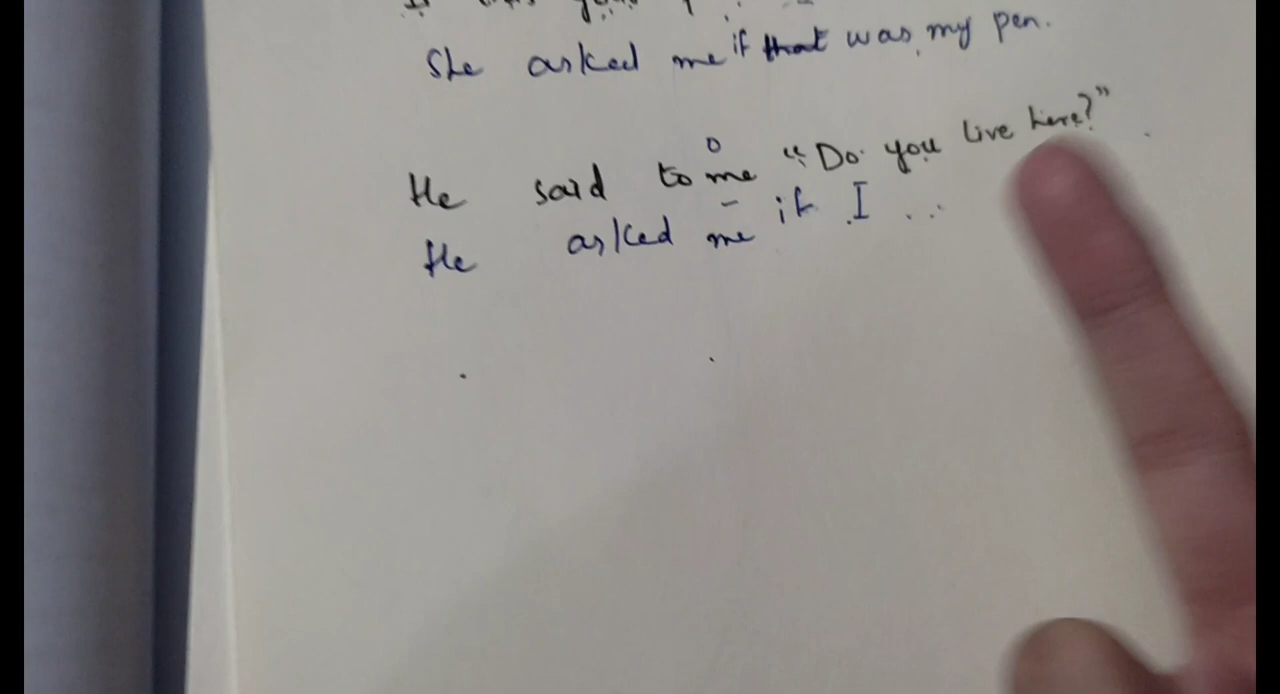 She asked me if that was my pen.
He said to me "Do you live here?"
He asked me if I ...